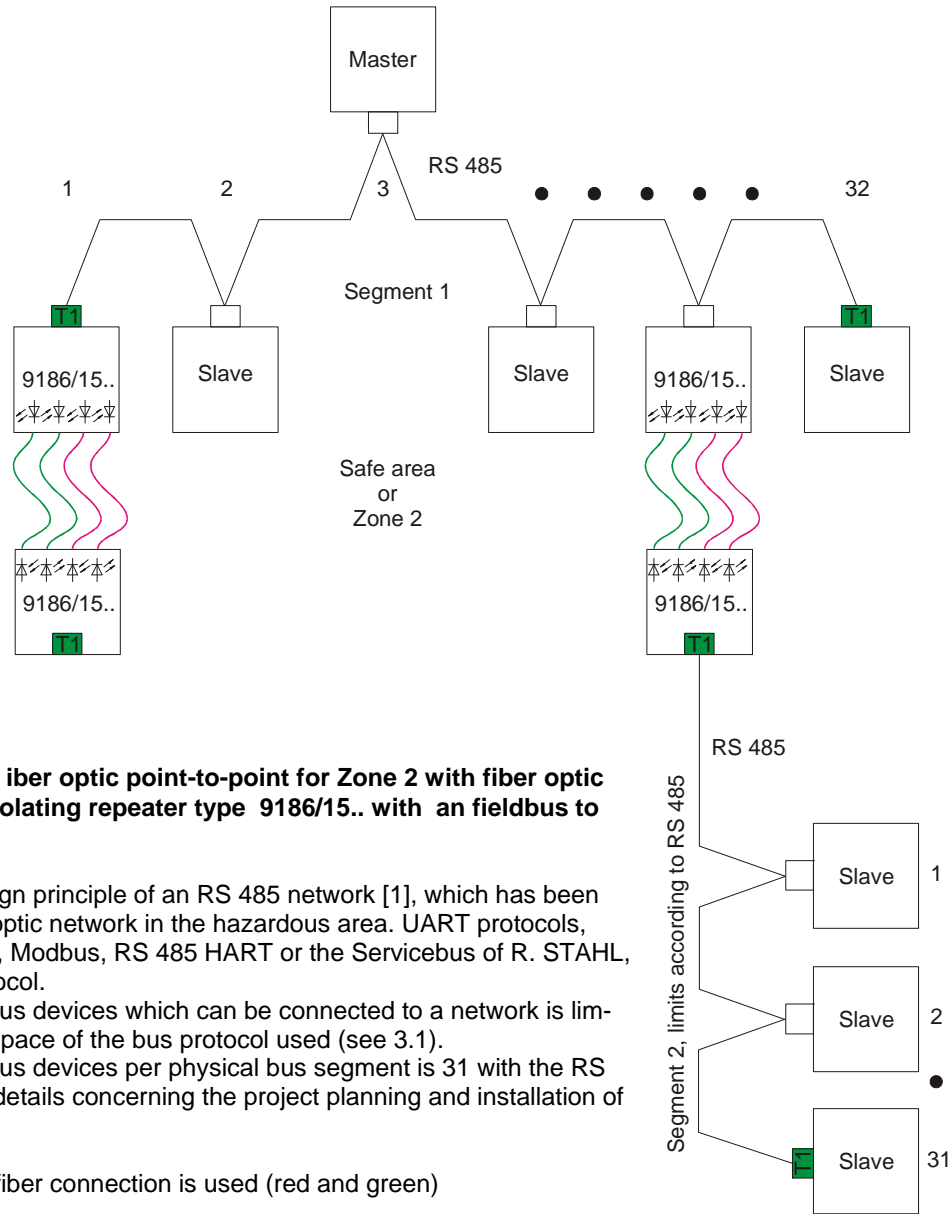 Master
RS 485
1 2 3 32
T1 T1
Segment 1
9186/15.. Slave Slave 9186/15.. Slave
Safe area
or
Zone 2
9186/15.. 9186/15..
T1 T1
RS 485
Segment 2, limits according to RS 485
Slave 1
Slave 2
T1 Slave 31
iber optic point-to-point for Zone 2 with fiber optic
olating repeater type 9186/15.. with an fieldbus to
ign principle of an RS 485 network [1], which has been
optic network in the hazardous area. UART protocols,
, Modbus, RS 485 HART or the Servicebus of R. STAHL,
ocol.
us devices which can be connected to a network is lim-
pace of the bus protocol used (see 3.1).
us devices per physical bus segment is 31 with the RS
details concerning the project planning and installation of
fiber connection is used (red and green)